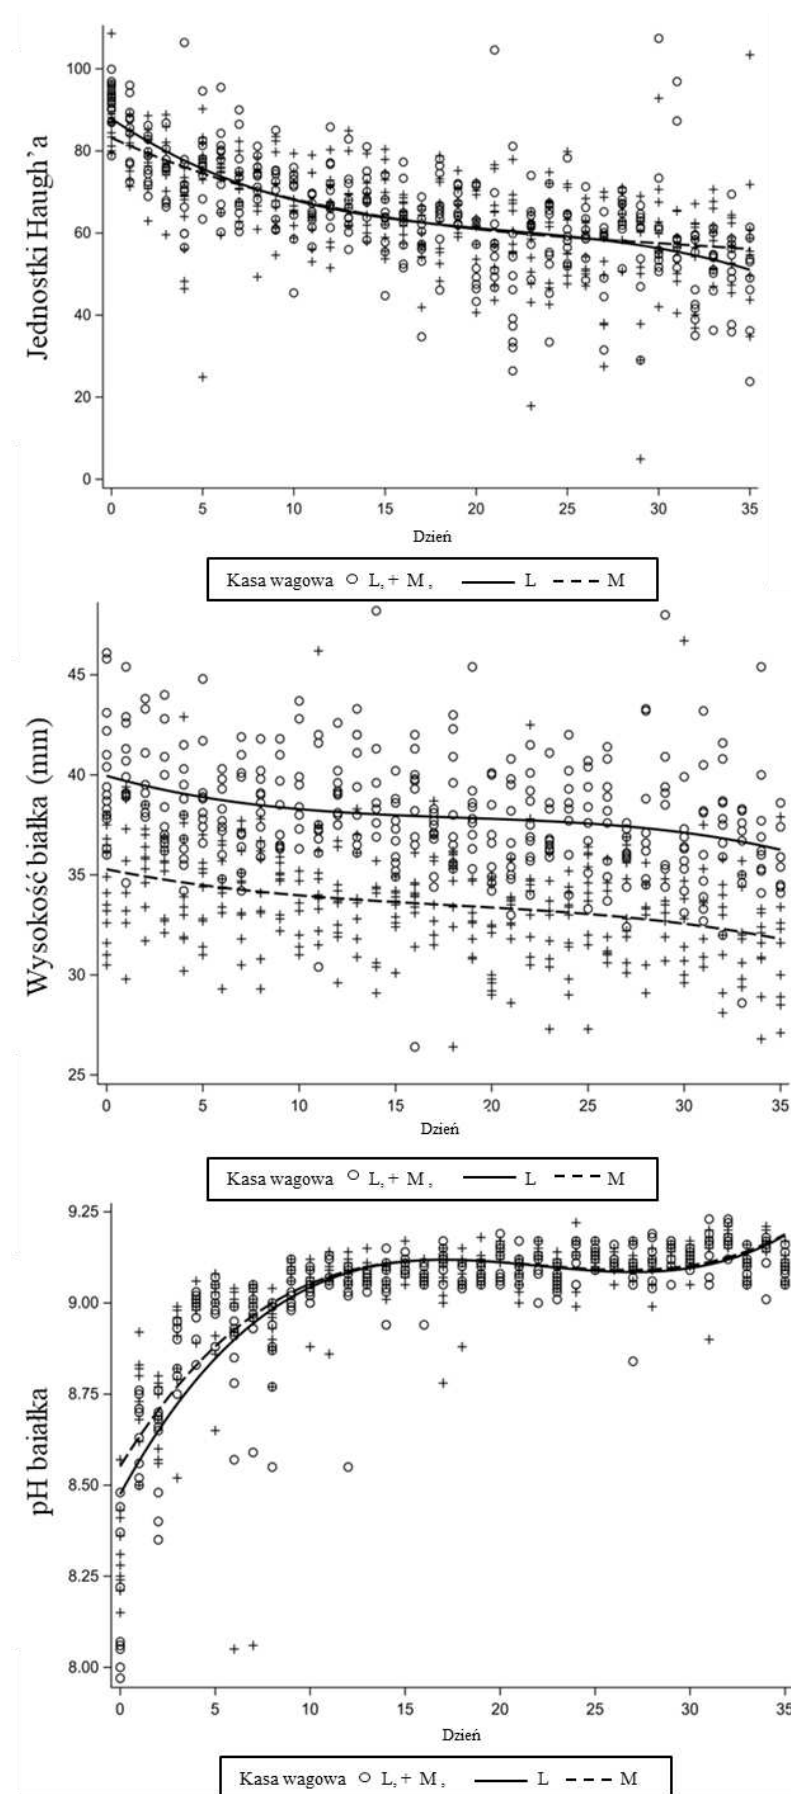 Jednostki Haugh'a
100
80
60
40
20
0
0 5 10 15 20 25 30 35
Dzień
Kasa wagowa L, + M , L M
Wysokość białka (mm)
45
40
35
30
25
0 5 10 15 20 25 30 35
Dzień
Kasa wagowa L, + M , L M
pH baiałka
9.25
9.00
8.75
8.50
8.25
8.00
0 5 10 15 20 25 30 35
Dzień
Kasa wagowa L, + M , L M